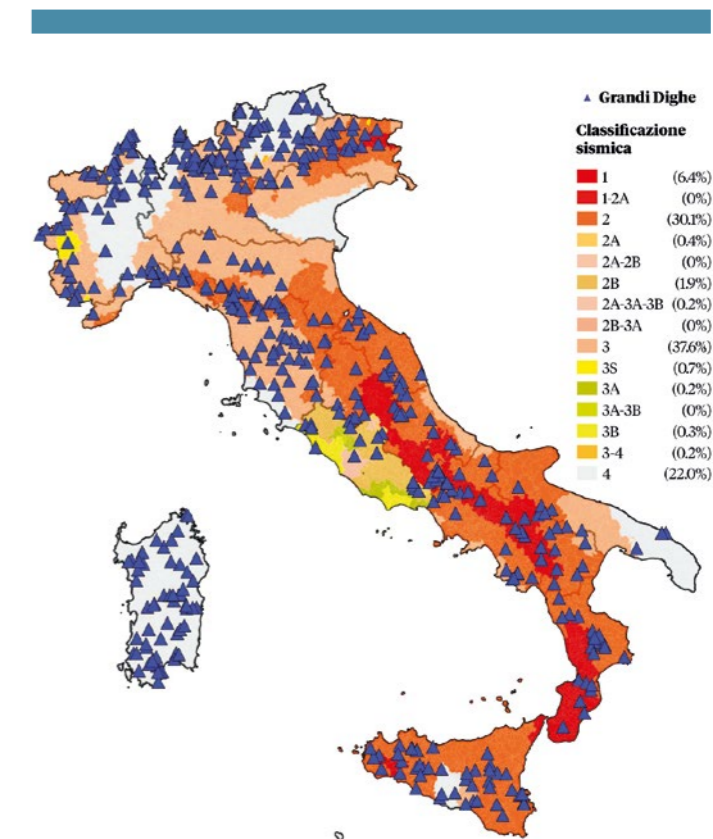 Grandi Dighe
Classificazione
sismica
1 (6.4%)
1-2A (0%)
2 (30.1%)
2A (0.4%)
2A-2B (0%)
2B (1.9%)
2A-3A-3B (0.2%)
2B-3A (0%)
3 (37.6%)
3S (0.7%)
3A (0.2%)
3A-3B (0%)
3B (0.3%)
3-4 (0.2%)
4 (22.0%)